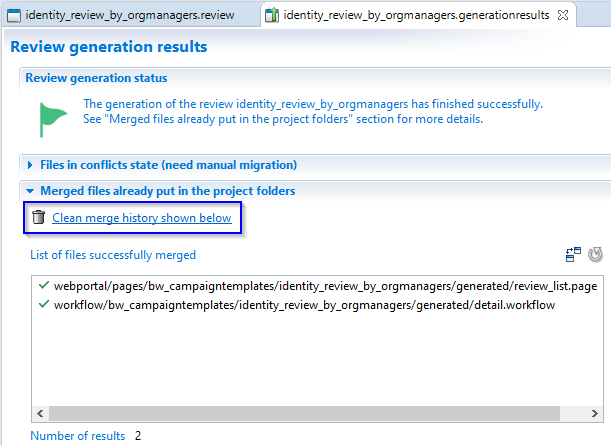 identity_review_by_orgmanagers.review
identity_review_by_orgmanagers.generationresults
Review generation results
Review generation status
The generation of the review identity_review_by_orgmanagers has finished successfully.
See "Merged files already put in the project folders" section for more details.
Files in conflicts state (need manual migration)
Merged files already put in the project folders
Clean merge history shown below
List of files successfully merged
webportal/pages/bw_campaigntemplates/identity_review_by_orgmanagers/generated/review_list.page
workflow/bw_campaigntemplates/identity_review_by_orgmanagers/generated/detail.workflow
Number of results 2